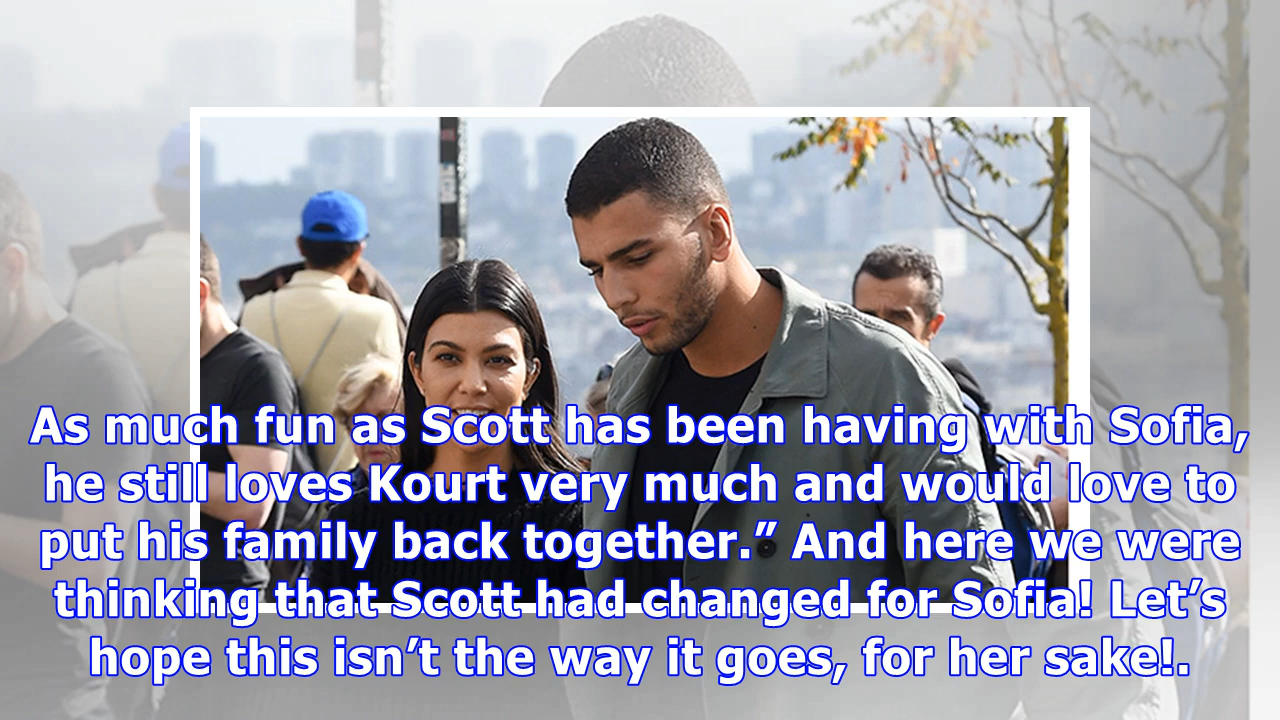 As much fun as Scott has been having with Sofia,
he still loves Kourt very much and would love to
put his family back together.” And here we were
thinking that Scott had changed for Sofia! Let’s
hope this isn’t the way it goes, for her sake!.